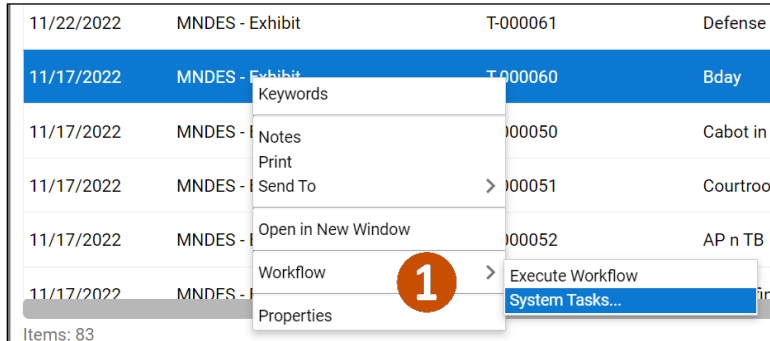 11/22/2022 MNDES - Exhibit T-000061 Defense
11/17/2022 MNDES - Exhibit T-000060 Bday
Keywords
11/17/2022 MNDES - 000050 Cabot in
Notes
Print
11/17/2022 MNDES - 00051 Courtroo
Send To
11/17/2022 MNDES - 00052 AP n TB
Open in New Window
Workflow 1
Execute Workflow
11/17/2022 MNDES -
System Tasks...
Properties
Items: 83